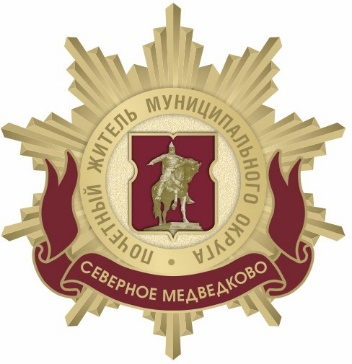 ПОЧЕТНЫЙ ЖИТЕЛЬ МУНИЦИПАЛЬНОГО ОКРУГА
СЕВЕРНОЕ МЕДВЕДКОВО